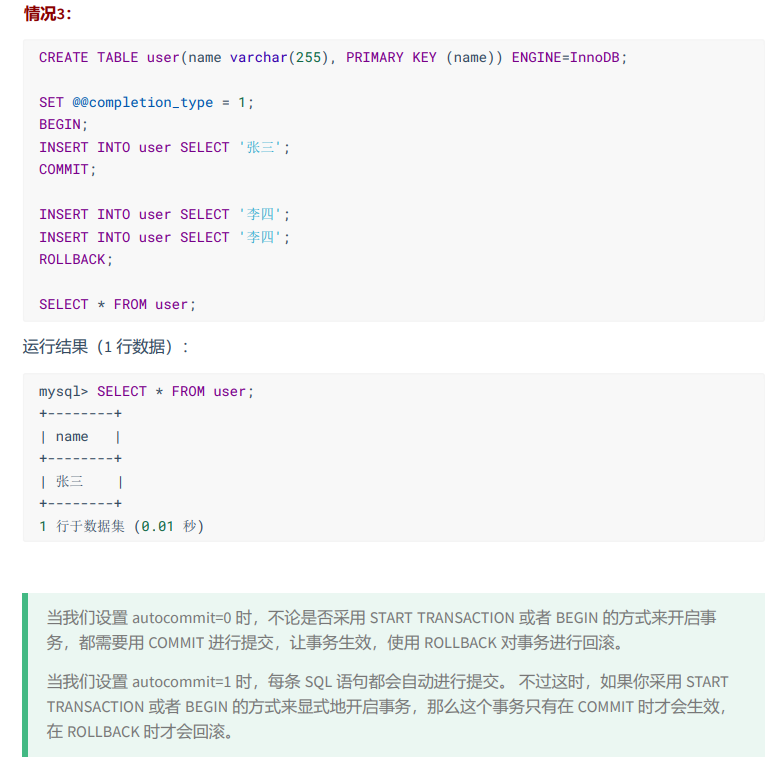 情况3：
CREATE TABLE user(name varchar(255), PRIMARY KEY (name)) ENGINE=InnoDB;
SET @@completion_type = 1;
BEGIN;
INSERT INTO user SELECT '张三';
COMMIT;
INSERT INTO user SELECT '李四';
INSERT INTO user SELECT '李四';
ROLLBACK;
SELECT * FROM user;
运行结果（1 行数据）：
mysql> SELECT * FROM user;
+--------+
| name   |
+--------+
| 张三    |
+--------+
1 行于数据集 (0.01 秒)
当我们设置 autocommit=0 时，不论是否采用 START TRANSACTION 或者 BEGIN 的方式来开启事
务，都需要用 COMMIT 进行提交，让事务生效，使用 ROLLBACK 对事务进行回滚。
当我们设置 autocommit=1 时，每条 SQL 语句都会自动进行提交。 不过这时，如果你采用 START
TRANSACTION 或者 BEGIN 的方式来显式地开启事务，那么这个事务只有在 COMMIT 时才会生效，
在 ROLLBACK 时才会回滚。